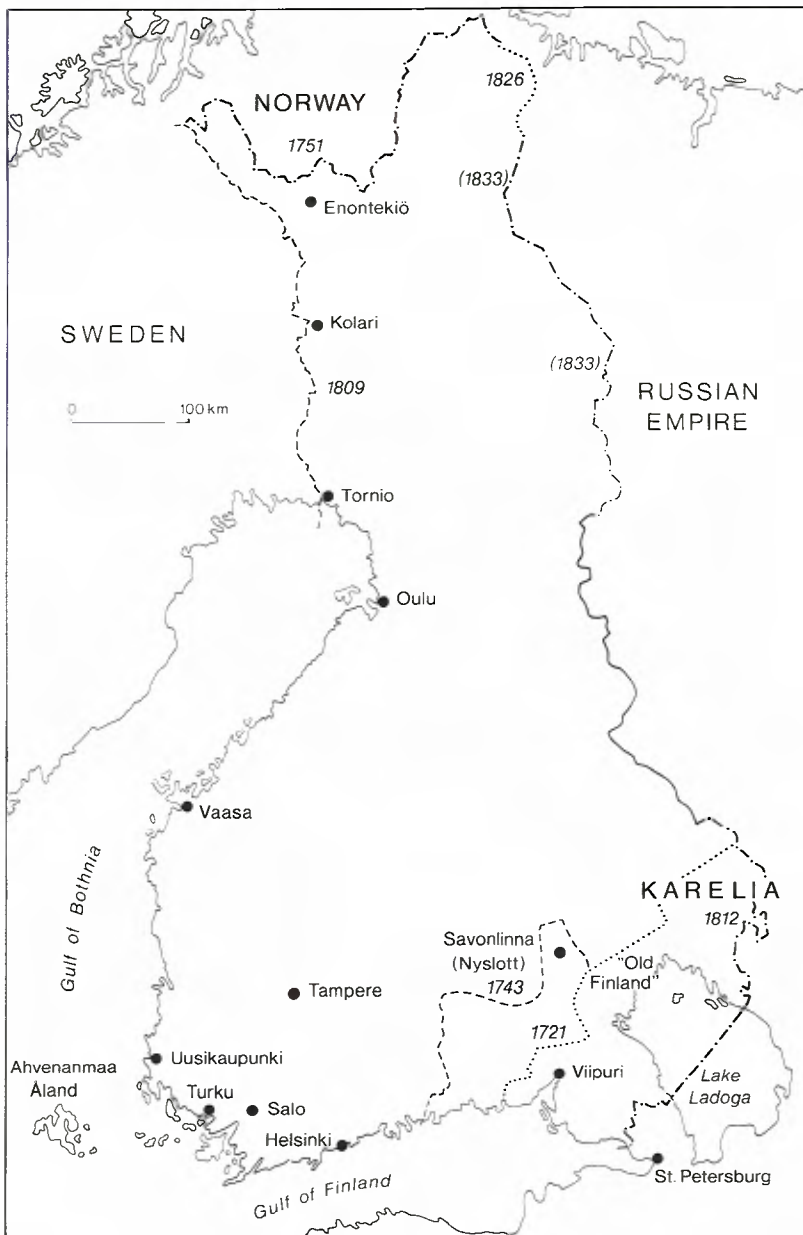 1826
NORWAY
1751
(1833)
Enontekiö
SWEDEN
Kolari
(1833)
1809
RUSSIAN
EMPIRE
0 100 km
Tornio
Oulu
Vaasa
Gulf of Bothnia
KARELIA
1812
Savonlinna
(Nyslott)
1743
"Old
Finland"
Tampere
1721
Uusikaupunki
Ahvenanmaa
Åland
Viipuri
Lake
Ladoga
Turku
Salo
Helsinki
St. Petersburg
Gulf of Finland